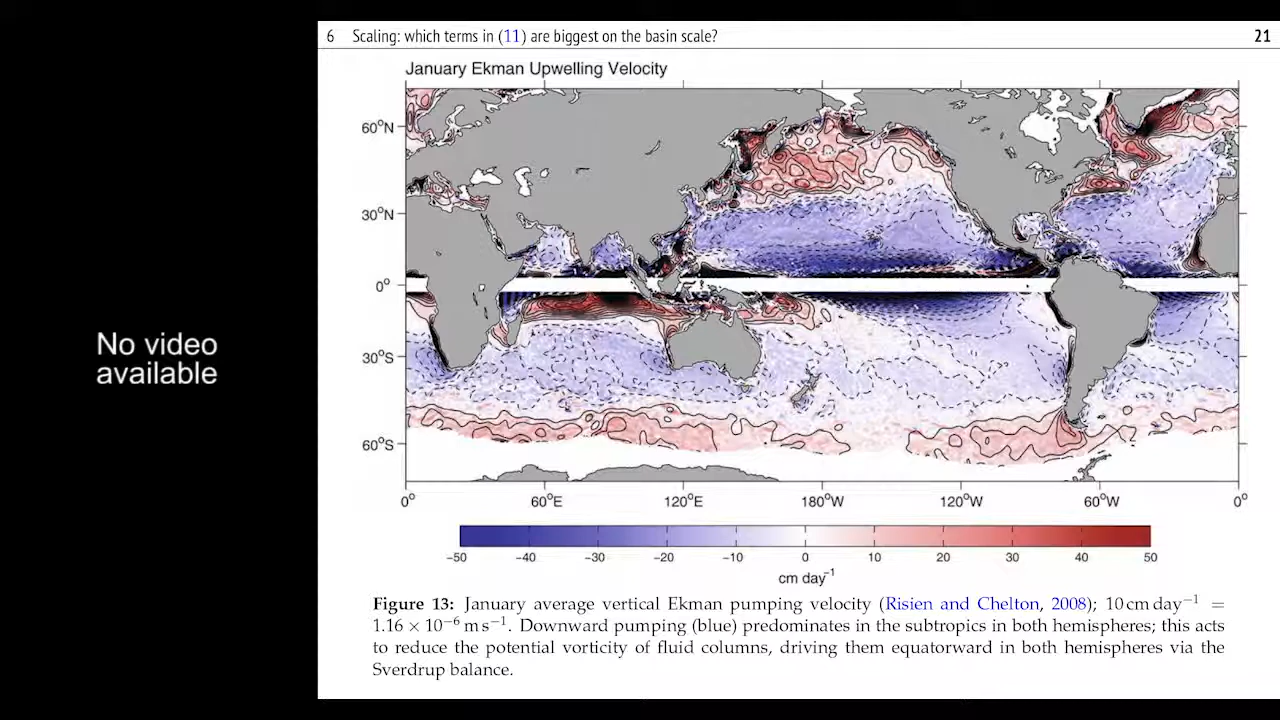 No video
available
6 Scaling: which terms in (11) are biggest on the basin scale? 21
January Ekman Upwelling Velocity
60°N
30°N
0°
30°S
60°S
0° 60°E 120°E 180°W 120°W 60°W 0°
−50 −40 −30 −20 −10 0 10 20 30 40 50
cm day⁻¹
Figure 13: January average vertical Ekman pumping velocity (Risien and Chelton, 2008); 10 cm day⁻¹ =
1.16 × 10⁻⁶ m s⁻¹. Downward pumping (blue) predominates in the subtropics in both hemispheres; this acts
to reduce the potential vorticity of fluid columns, driving them equatorward in both hemispheres via the
Sverdrup balance.